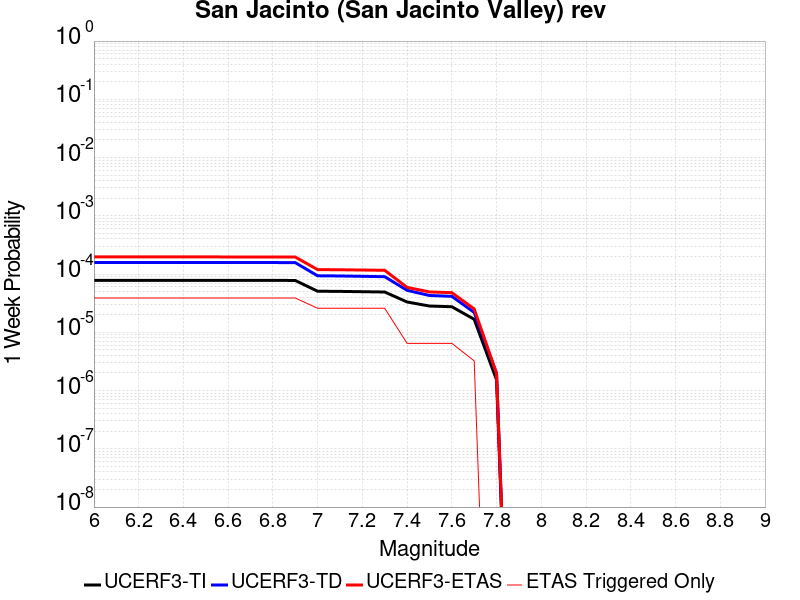 San Jacinto (San Jacinto Valley) rev
10 0
10 -1
10 -2
10 -3
10 -4
10 -5
10 -6
10 -7
10 -8
1 Week Probability
6 6.2 6.4 6.6 6.8 7 7.2 7.4 7.6 7.8 8 8.2 8.4 8.6 8.8 9
Magnitude
UCERF3-TI UCERF3-TD UCERF3-ETAS ETAS Triggered Only